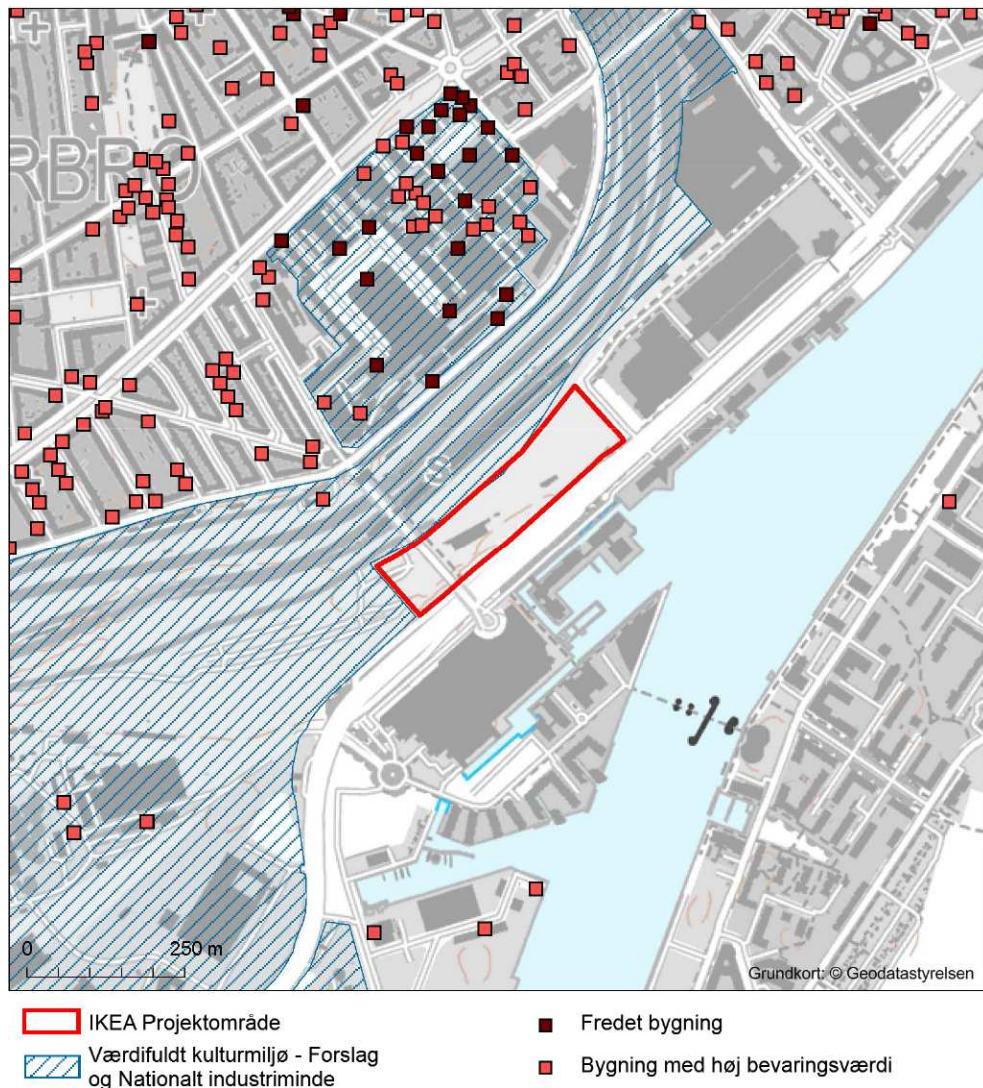 RBRO
S
A
0
250 m
Grundkort: © Geodatastyrelsen
IKEA Projektområde
Fredet bygning
Værdifuldt kulturmiljø - Forslag
og Nationalt industriminde
Bygning med høj bevaringsværdi